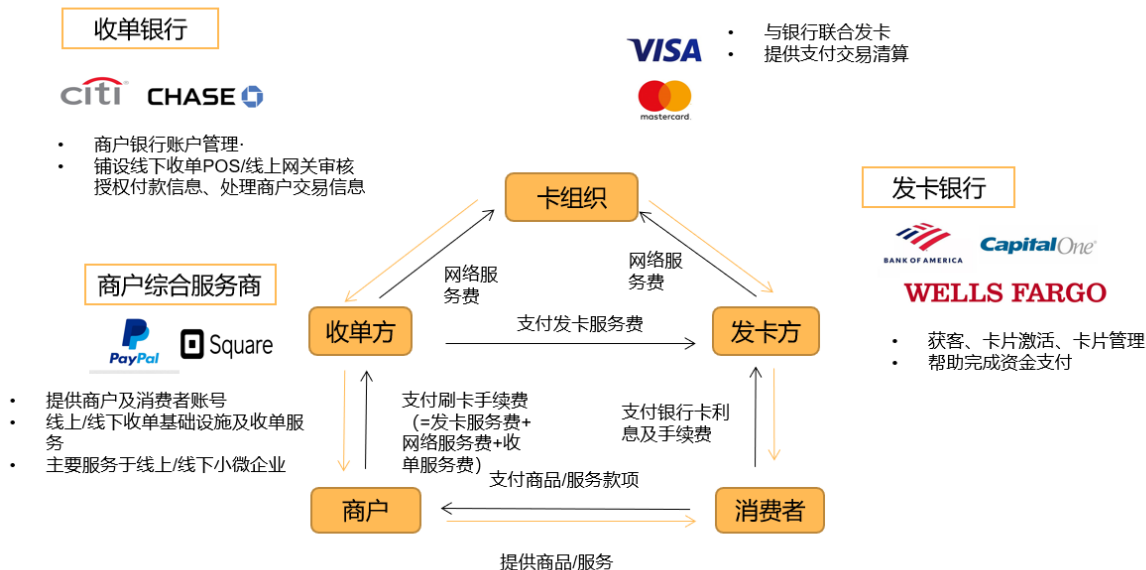 收单银行
citi
CHASE
• 商户银行账户管理·
• 铺设线下收单POS/线上网关审核
授权付款信息、处理商户交易信息
VISA
mastercard.
• 与银行联合发卡
• 提供支付交易清算
卡组织
发卡银行
BANK OF AMERICA
CapitalOne
WELLS FARGO
• 获客、卡片激活、卡片管理
• 帮助完成资金支付
商户综合服务商
PayPal
Square
• 提供商户及消费者账号
• 线上/线下收单基础设施及收单服
务
• 主要服务于线上/线下小微企业
网络服
务费
网络服
务费
收单方
支付发卡服务费
发卡方
支付刷卡手续费
（=发卡服务费+
网络服务费+收
单服务费）
支付银行卡利
息及手续费
支付商品/服务款项
商户
消费者
提供商品/服务